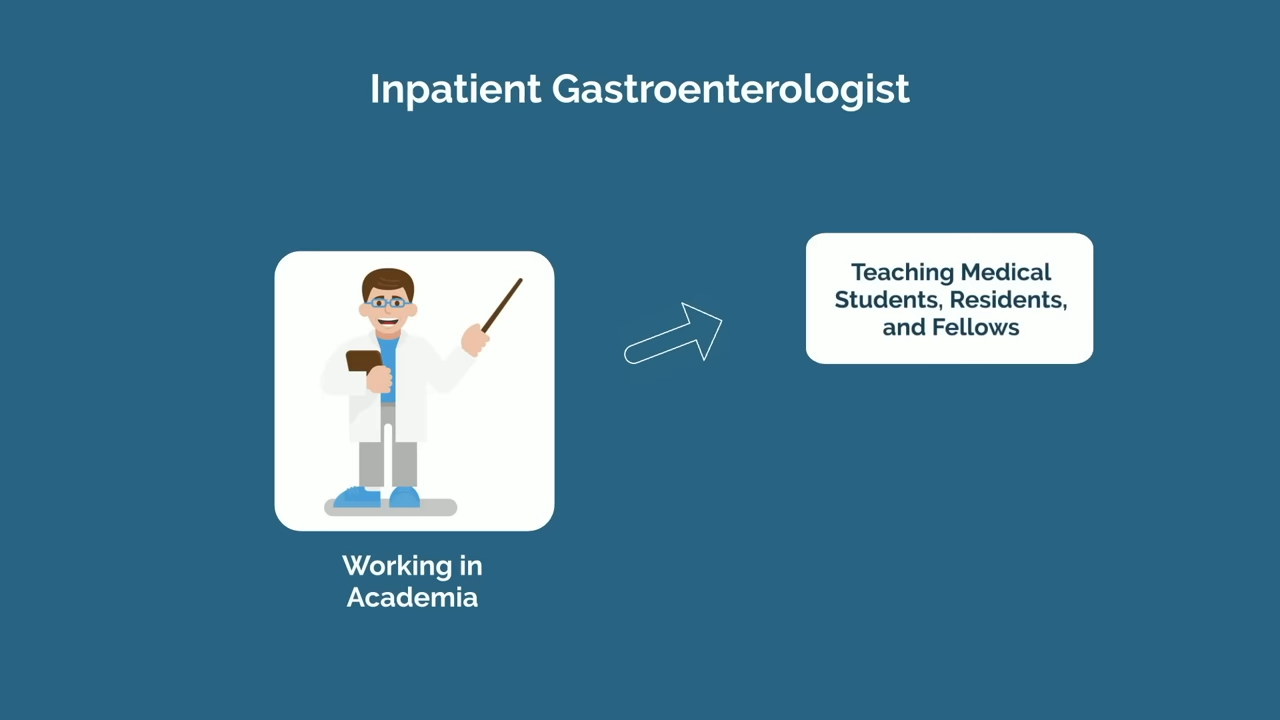 Inpatient Gastroenterologist
Teaching Medical
Students, Residents,
and Fellows
Working in
Academia